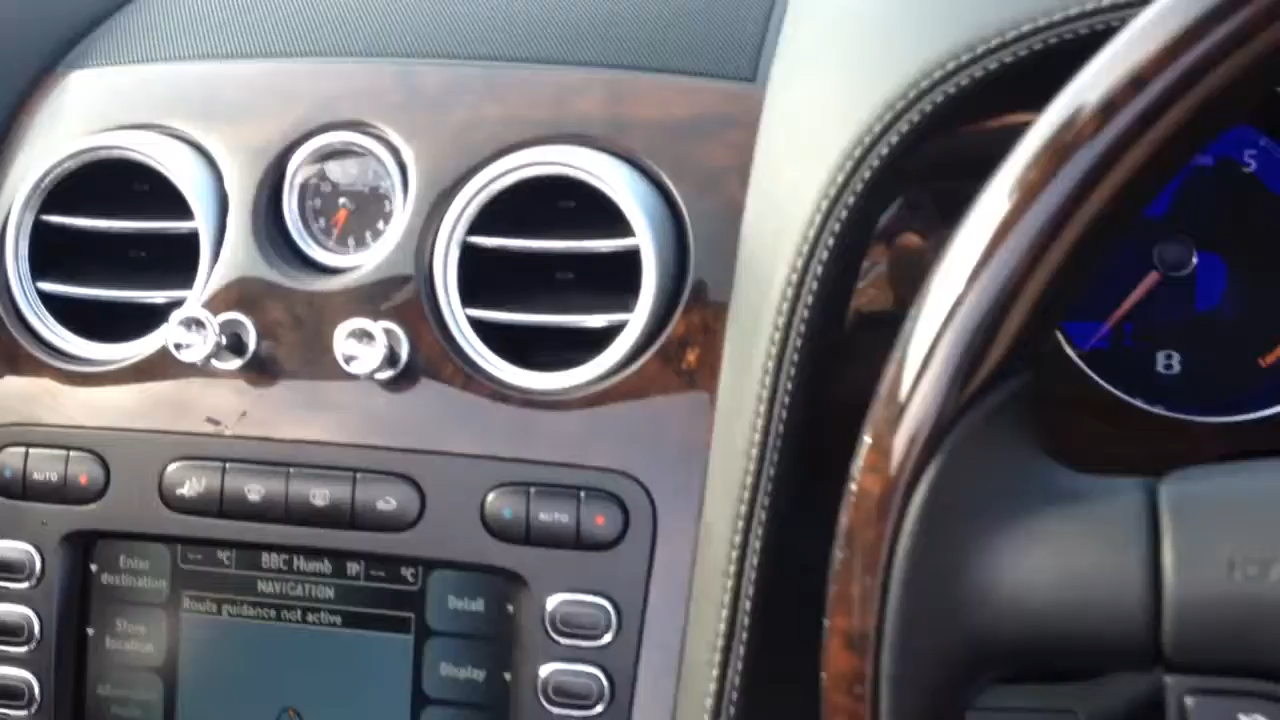 5
B
AUTO
AUTO
Enter
destination
°C
BBC Humb
TP
°C
NAVIGATION
Detail
Route guidance not active
Store
location
Display